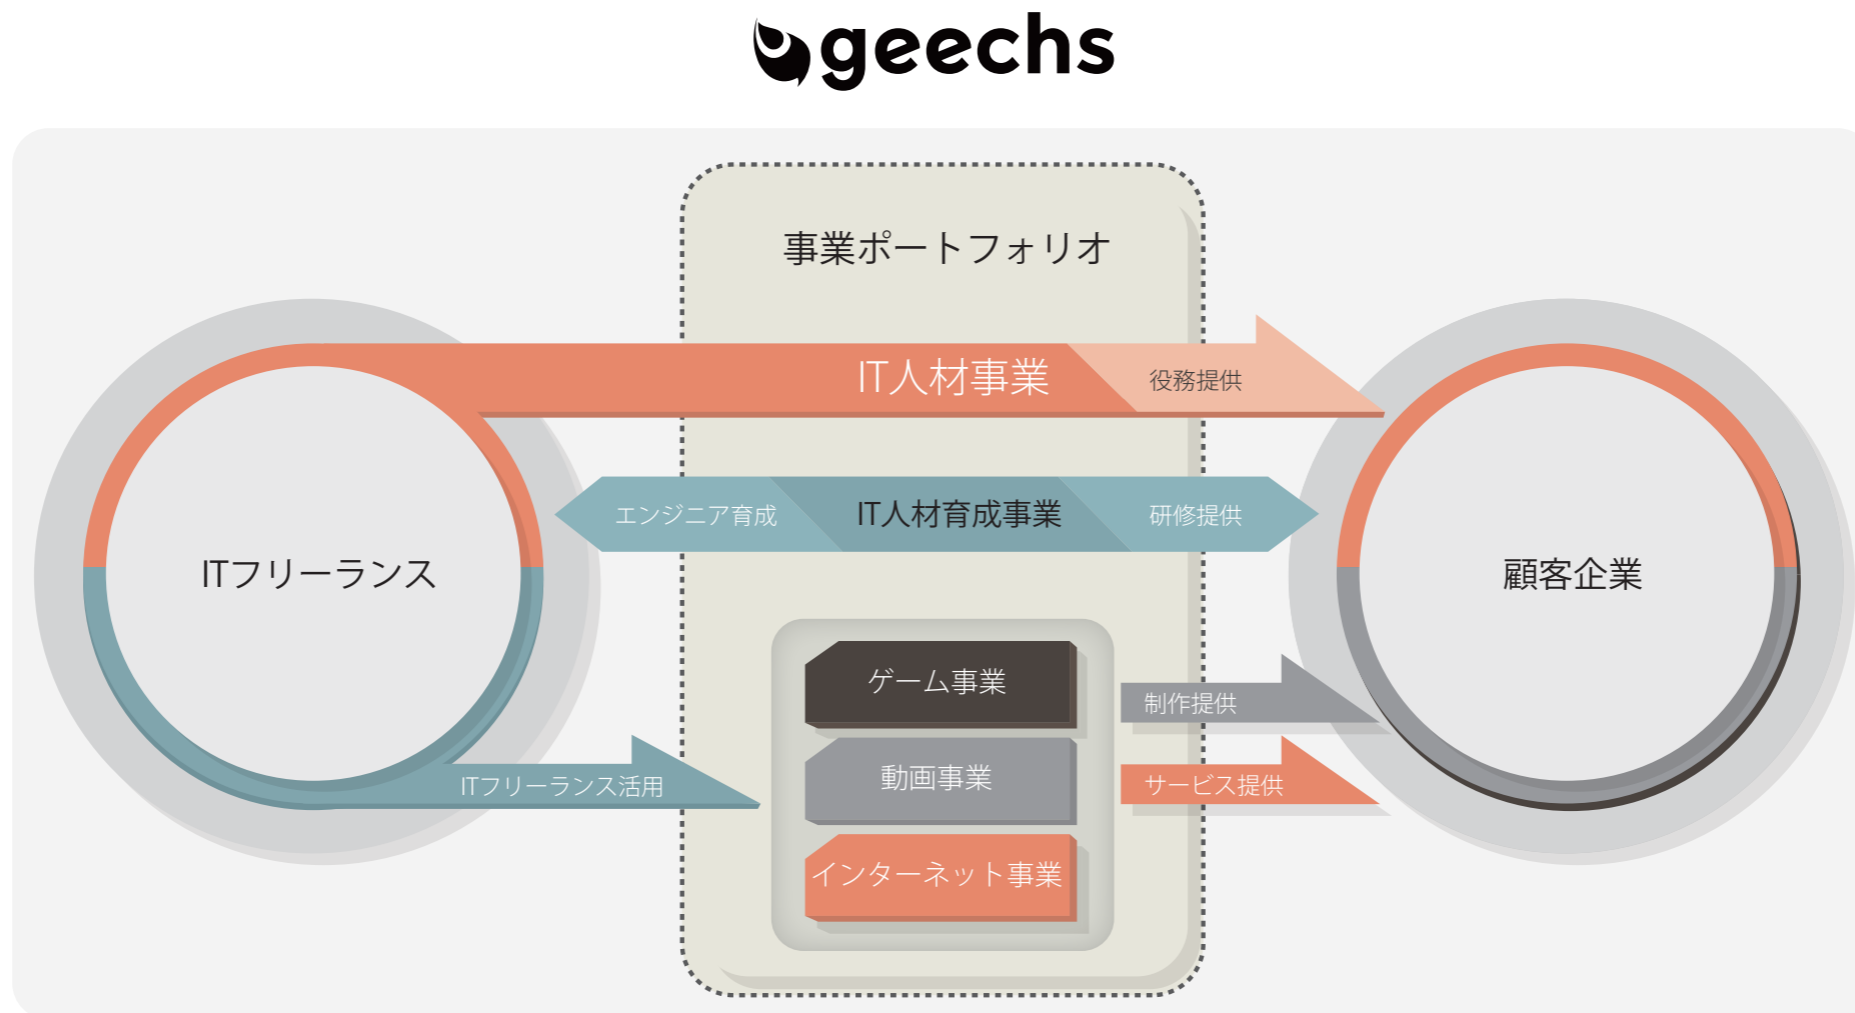 geechs
事業ポートフォリオ
IT人材事業
役務提供
エンジニア育成
IT人材育成事業
研修提供
ITフリーランス
顧客企業
ゲーム事業
制作提供
動画事業
ITフリーランス活用
サービス提供
インターネット事業